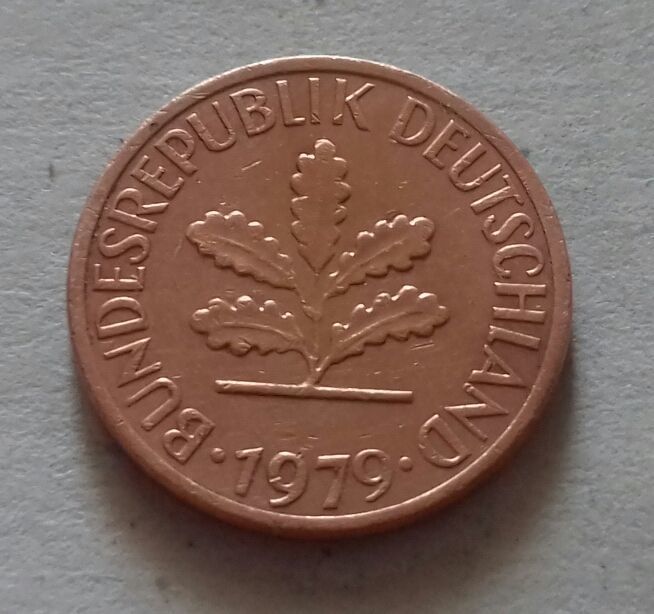 BUNDESREPUBLIK DEUTSCHLAND
· 1979 ·